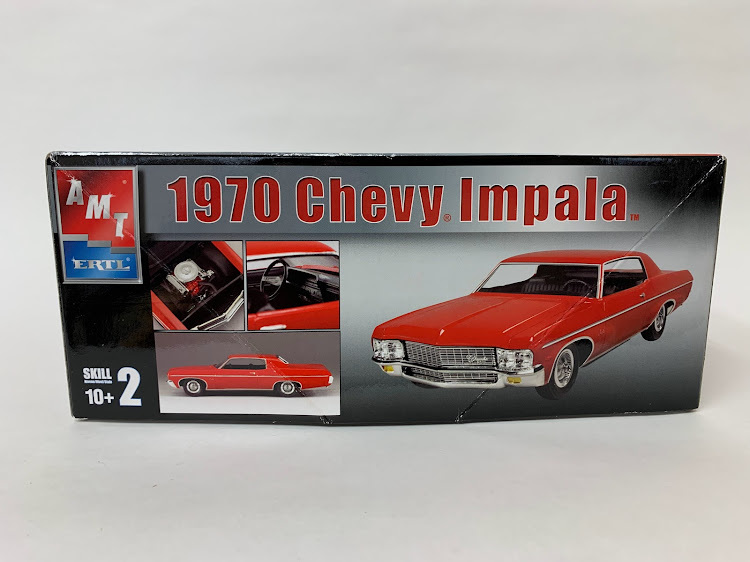 AMT
ERTL
1970 Chevy® Impala™
SKILL 2
10+